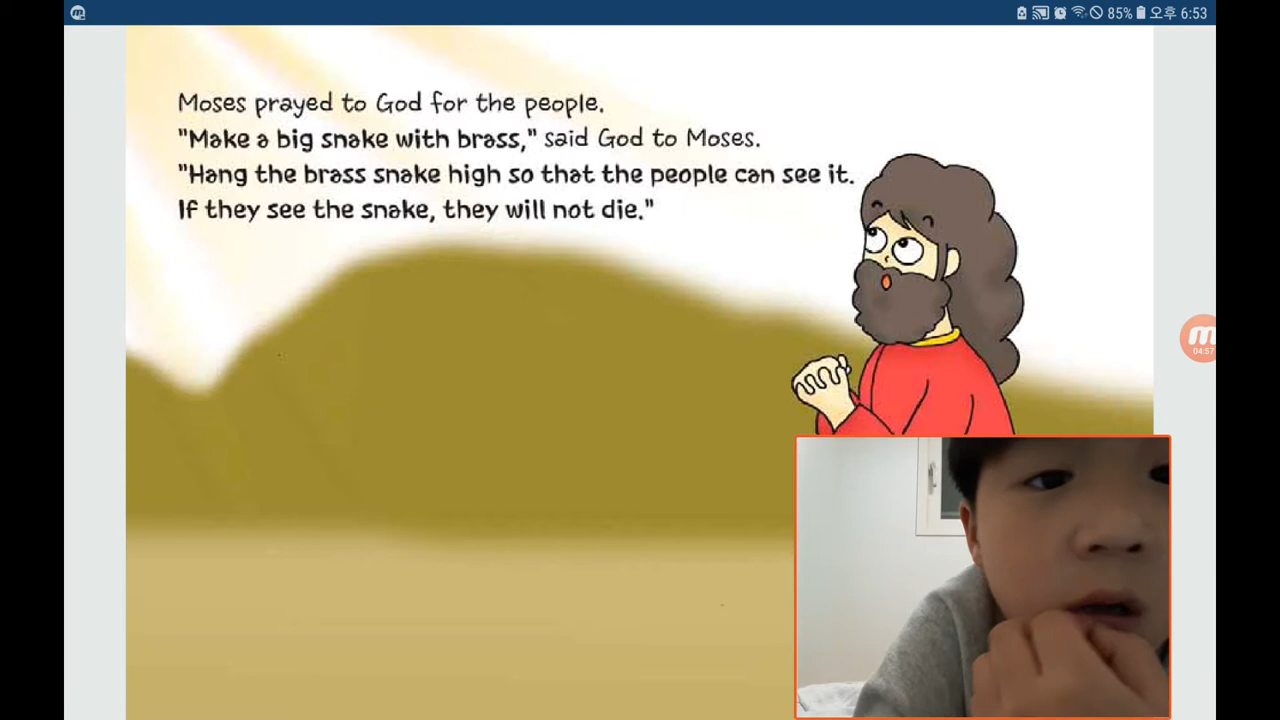 85% 오후 6:53
Moses prayed to God for the people.
"Make a big snake with brass," said God to Moses.
"Hang the brass snake high so that the people can see it.
If they see the snake, they will not die."
04:57